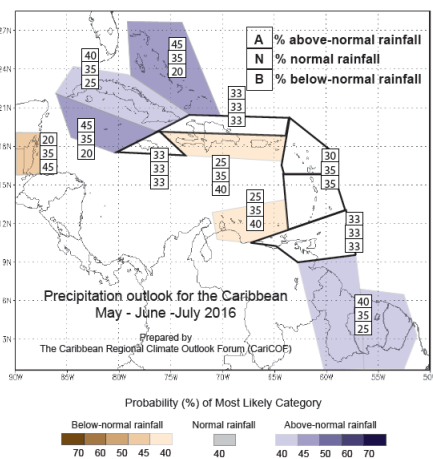 27N
24N
21N
18N
15N
12N
9N
6N
3N
A % above-normal rainfall
N % normal rainfall
B % below-normal rainfall
40
35
25
45
35
20
33
33
33
45
35
20
20
35
45
33
33
33
25
35
40
30
35
35
25
35
40
33
33
33
40
35
25
Precipitation outlook for the Caribbean
May - June -July 2016
Prepared by
The Caribbean Regional Climate Outlook Forum (CariCOF)
90W 85W 80W 75W 70W 65W 60W 55W 50
Probability (%) of Most Likely Category
Below-normal rainfall Normal rainfall Above-normal rainfall
70 60 50 45 40 40 40 45 50 60 70